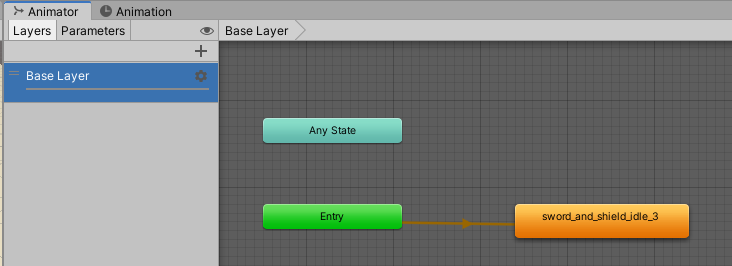 Animator Animation
Layers Parameters Base Layer
Base Layer
Any State
Entry sword_and_shield_idle_3